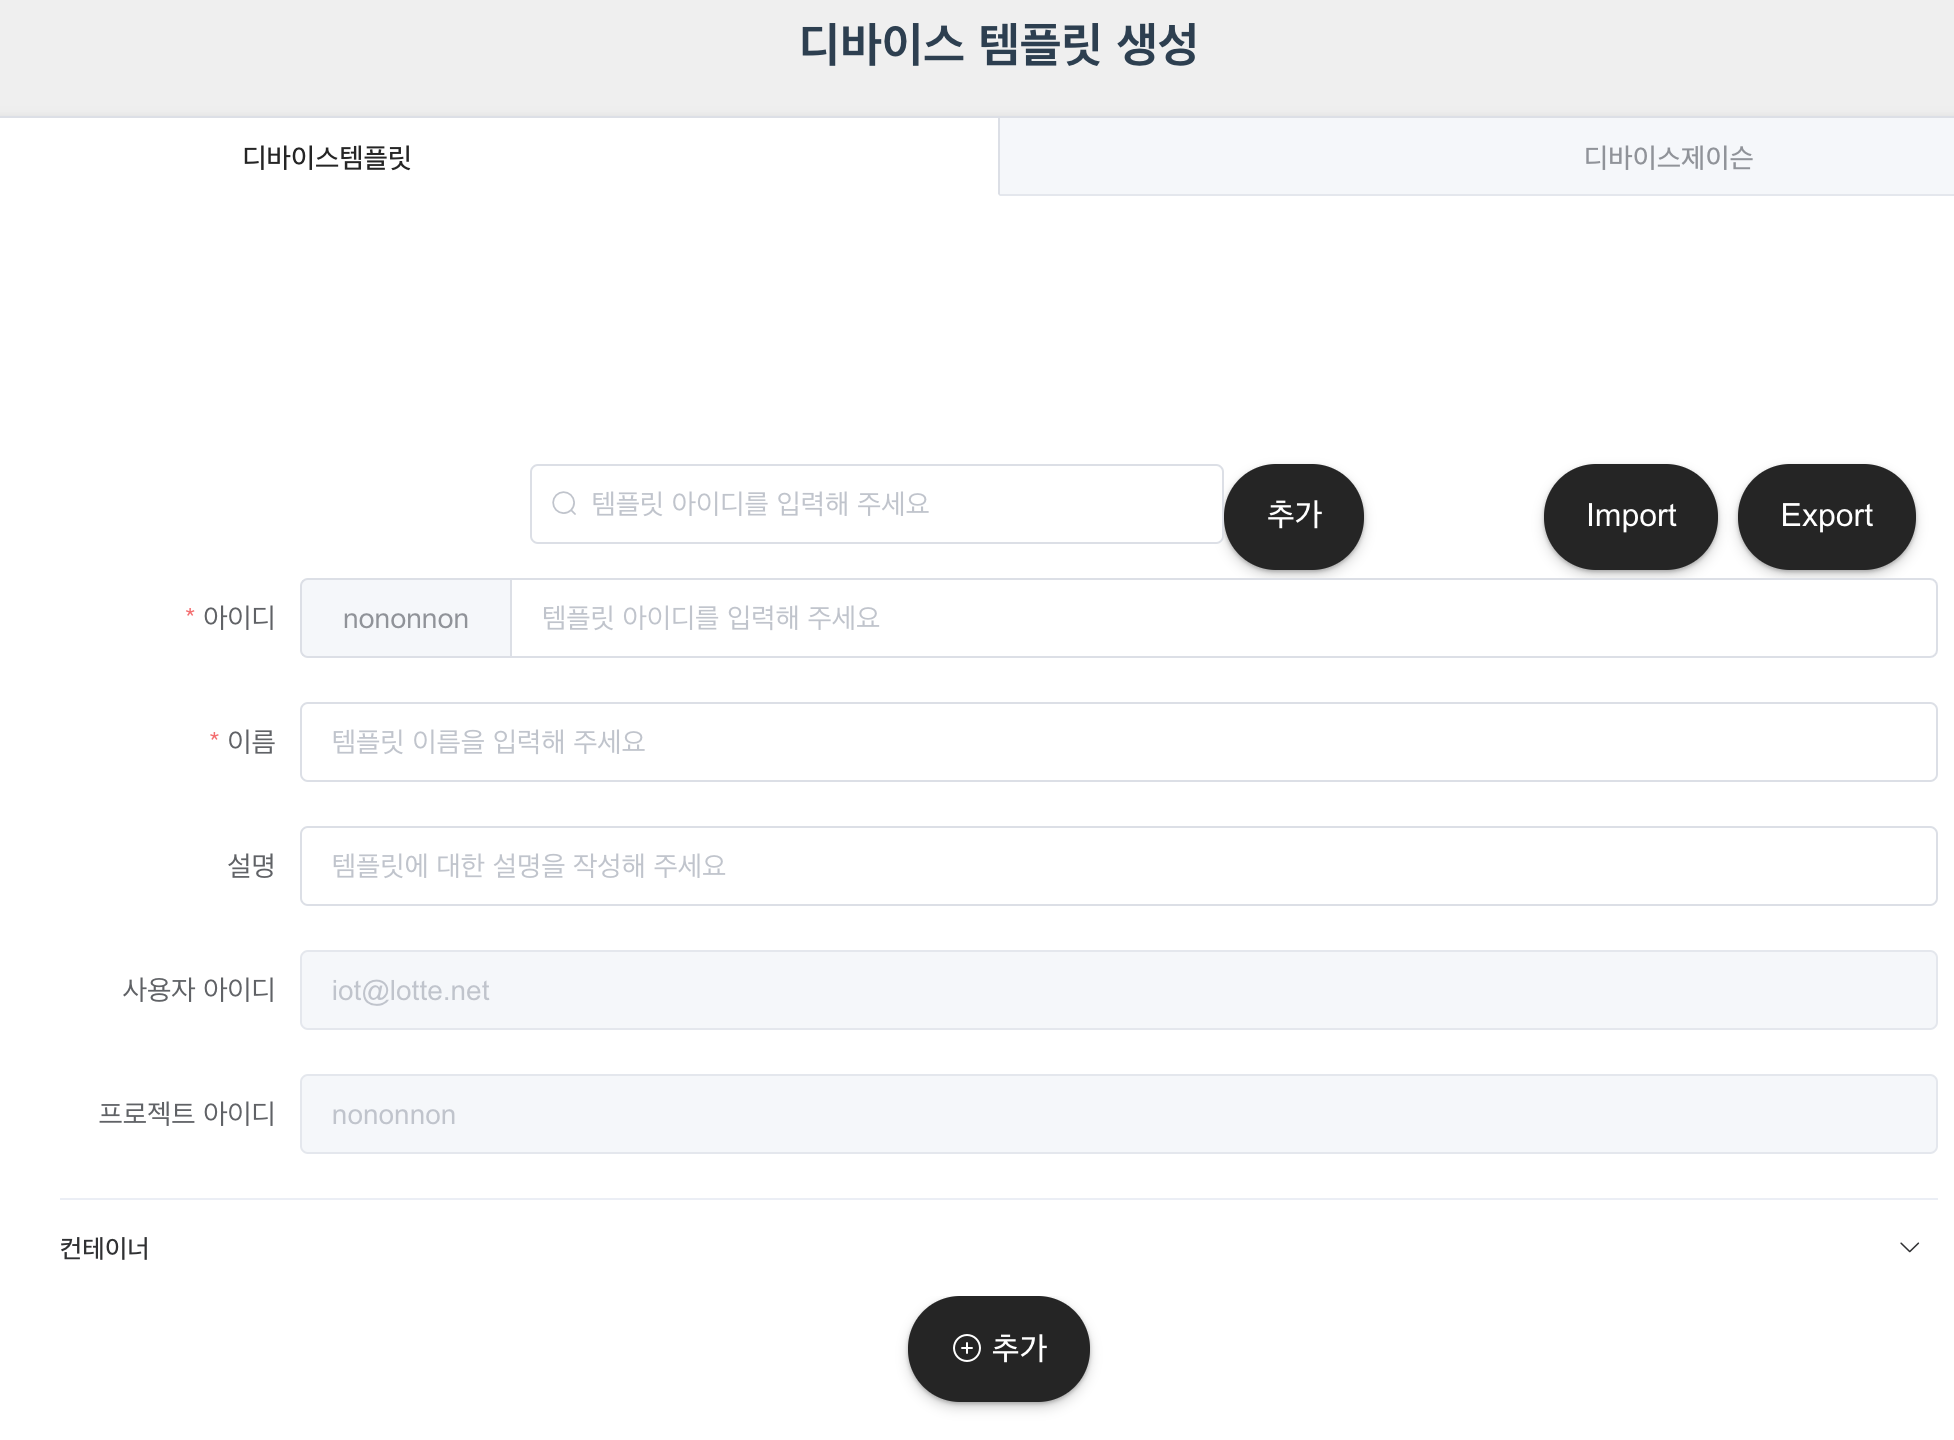 디바이스 템플릿 생성
디바이스템플릿
디바이스제이슨
템플릿 아이디를 입력해 주세요
추가
Import
Export
* 아이디
nononnon
템플릿 아이디를 입력해 주세요
* 이름
템플릿 이름을 입력해 주세요
설명
템플릿에 대한 설명을 작성해 주세요
사용자 아이디
iot@lotte.net
프로젝트 아이디
nononnon
컨테이너
추가